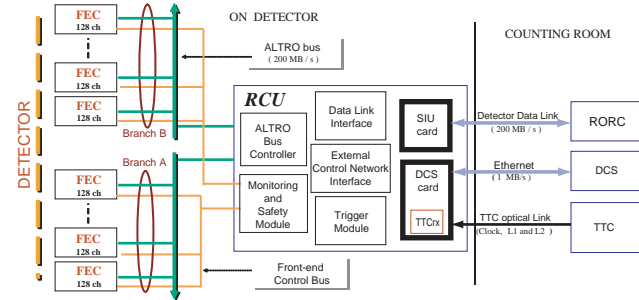 ON DETECTOR
COUNTING ROOM
DETECTOR
FEC
128 ch
FEC
128 ch
FEC
128 ch
Branch B
Branch A
FEC
128 ch
FEC
128 ch
FEC
128 ch
ALTRO bus
( 200 MB / s )
Front-end
Control Bus
RCU
ALTRO
Bus
Controller
Monitoring
and
Safety
Module
Data Link
Interface
External
Control Network
Interface
Trigger
Module
SIU
card
DCS
card
TTCrx
Detector Data Link
( 200 MB / s )
Ethernet
( 1 MB/s )
TTC optical Link
(Clock, L1 and L2 )
RORC
DCS
TTC